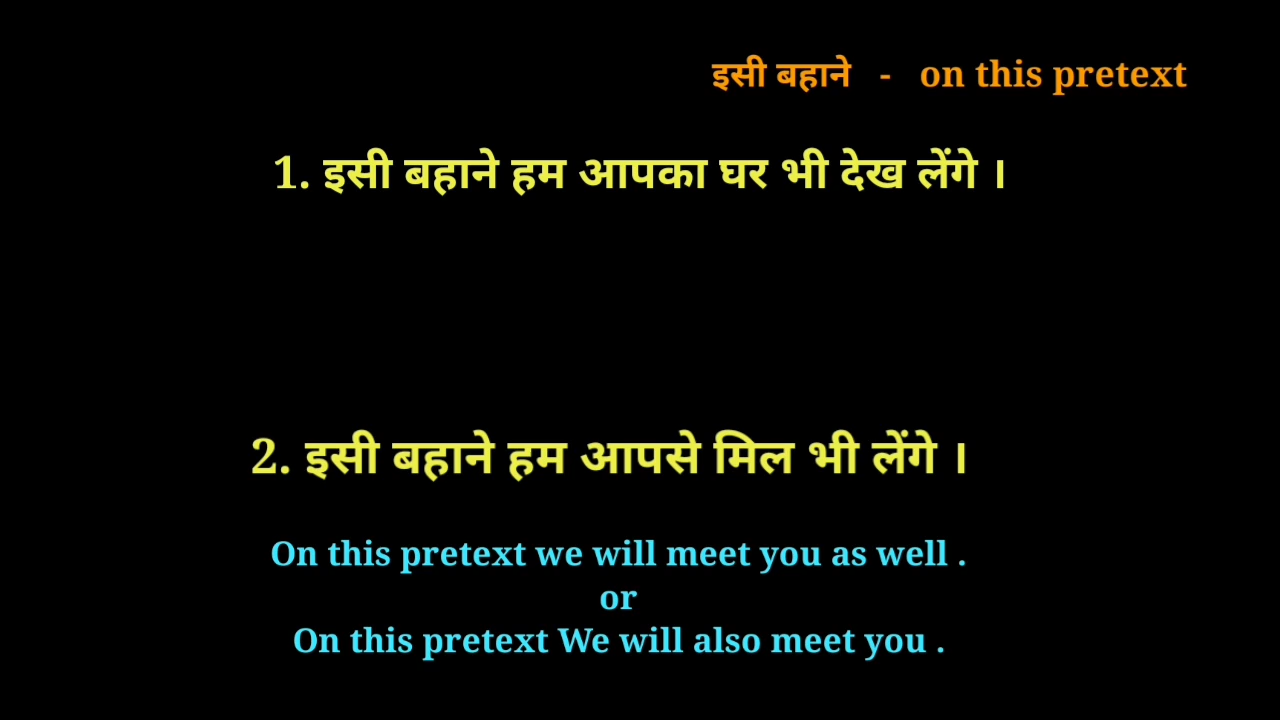 इसी बहाने - on this pretext
1. इसी बहाने हम आपका घर भी देख लेंगे ।
2. इसी बहाने हम आपसे मिल भी लेंगे ।
On this pretext we will meet you as well .
or
On this pretext We will also meet you .